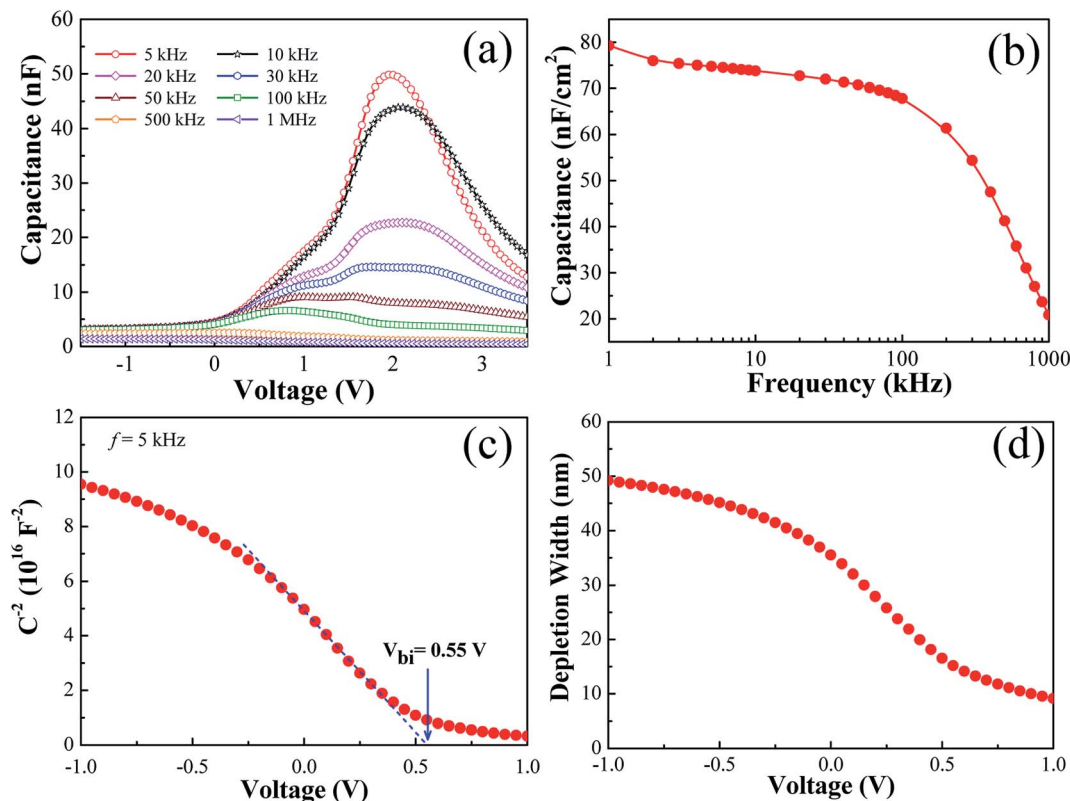 (a)
5 kHz 10 kHz
20 kHz 30 kHz
50 kHz 100 kHz
500 kHz 1 MHz
Capacitance (nF)
60
50
40
30
20
10
0
-1 0 1 2 3
Voltage (V)
(b)
Capacitance (nF/cm²)
80
70
60
50
40
30
20
1 10 100 1000
Frequency (kHz)
(c)
f = 5 kHz
C⁻² (10¹⁶ F⁻²)
12
10
8
6
4
2
0
V_bi= 0.55 V
-1.0 -0.5 0.0 0.5 1.0
Voltage (V)
(d)
Depletion Width (nm)
60
50
40
30
20
10
0
-1.0 -0.5 0.0 0.5 1.0
Voltage (V)